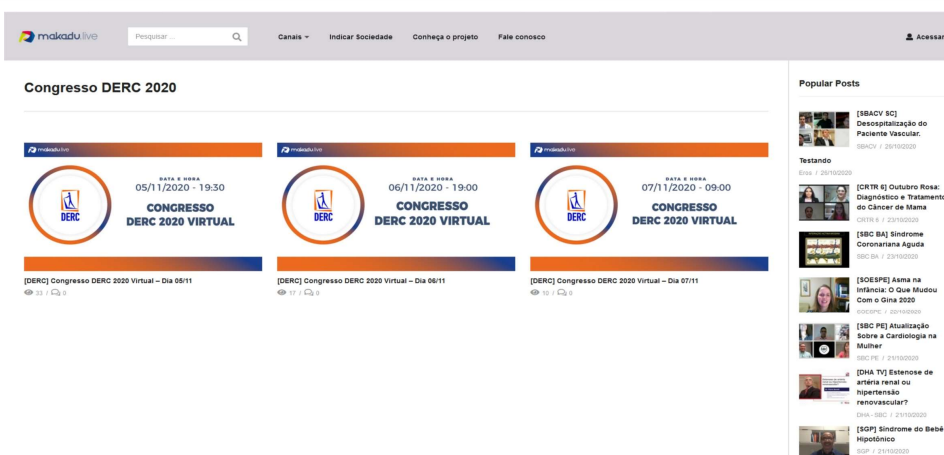 makadu.live
Pesquisar ...
Canais
Indicar Sociedade
Conheça o projeto
Fale conosco
Acessar
Congresso DERC 2020
makadu.live
DERC
DATA E HORA
05/11/2020 - 19:30
CONGRESSO
DERC 2020 VIRTUAL
[DERC] Congresso DERC 2020 Virtual – Dia 05/11
33 / 0
makadu.live
DERC
DATA E HORA
06/11/2020 - 19:00
CONGRESSO
DERC 2020 VIRTUAL
[DERC] Congresso DERC 2020 Virtual – Dia 06/11
17 / 0
makadu.live
DERC
DATA E HORA
07/11/2020 - 09:00
CONGRESSO
DERC 2020 VIRTUAL
[DERC] Congresso DERC 2020 Virtual – Dia 07/11
/ 0
Popular Posts
[SBACV SC]
Desospitalização do
Paciente Vascular.
SBACV / 26/10/2020
Testando
Eros / 25/10/2020
[CRTR 6] Outubro Rosa:
Diagnóstico e Tratamento
do Câncer de Mama
CRTR 6 / 23/10/2020
[SBC BA] Síndrome
Coronariana Aguda
SBC BA / 23/10/2020
[SOESPE] Asma na
Infância: O Que Mudou
Com o Gina 2020
SOESPE / 22/10/2020
[SBC PE] Atualização
Sobre a Cardiologia na
Mulher
SBC PE / 21/10/2020
[DHA TV] Estenose de
artéria renal ou
hipertensão
renovascular?
DHA - SBC / 21/10/2020
[SGP] Síndrome do Bebê
Hipotônico
SGP / 21/10/2020